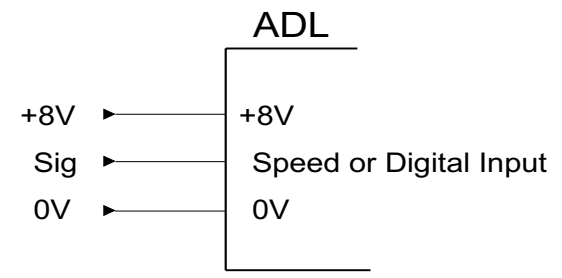 ADL
+8V +8V
Sig Speed or Digital Input
0V 0V